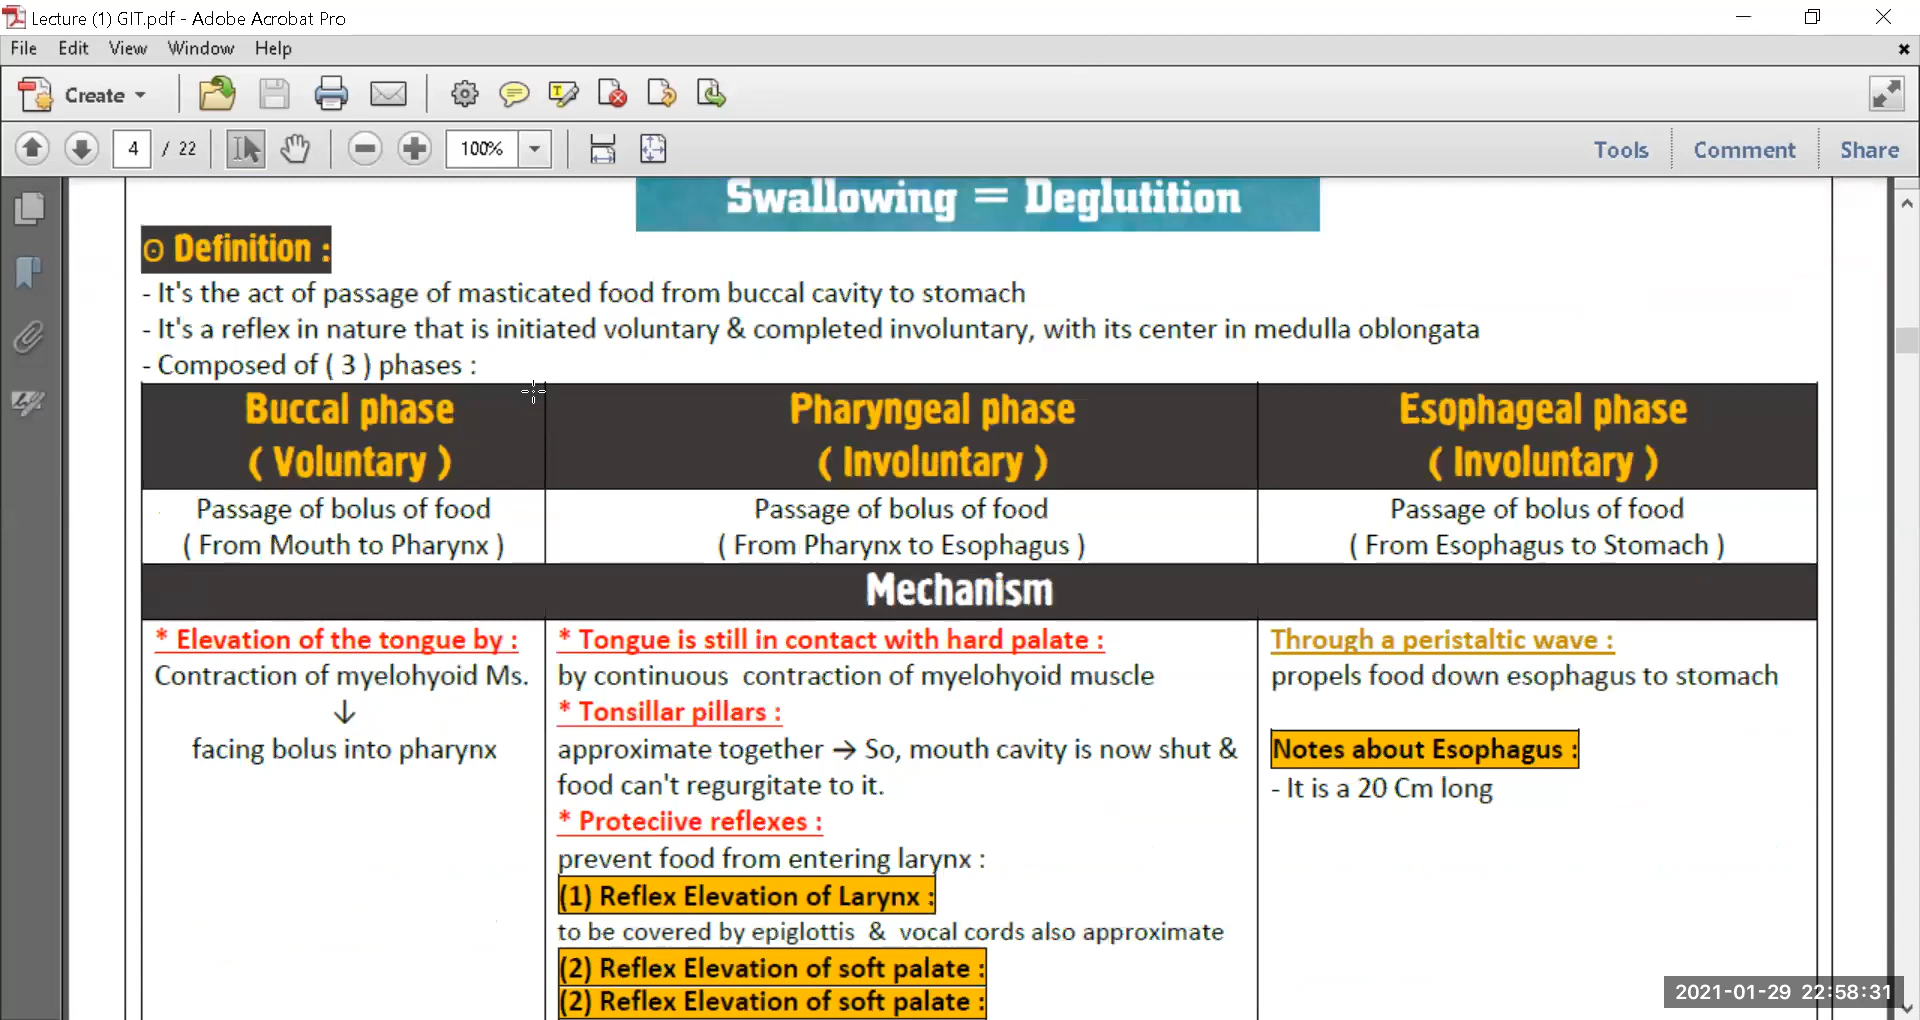 Lecture (1) GIT.pdf - Adobe Acrobat Pro
File Edit View Window Help
Create
4 / 22 100% Tools Comment Share
Swallowing = Deglutition
⊙ Definition :
- It's the act of passage of masticated food from buccal cavity to stomach
- It's a reflex in nature that is initiated voluntary & completed involuntary, with its center in medulla oblongata
- Composed of ( 3 ) phases :
Buccal phase
( Voluntary )
Pharyngeal phase
( Involuntary )
Esophageal phase
( Involuntary )
Passage of bolus of food
( From Mouth to Pharynx )
Passage of bolus of food
( From Pharynx to Esophagus )
Passage of bolus of food
( From Esophagus to Stomach )
Mechanism
* Elevation of the tongue by :
Contraction of myelohyoid Ms.
↓
facing bolus into pharynx
* Tongue is still in contact with hard palate :
by continuous contraction of myelohyoid muscle
* Tonsillar pillars :
approximate together → So, mouth cavity is now shut &
food can't regurgitate to it.
* Proteciive reflexes :
prevent food from entering larynx :
(1) Reflex Elevation of Larynx :
to be covered by epiglottis & vocal cords also approximate
(2) Reflex Elevation of soft palate :
(2) Reflex Elevation of soft palate :
Through a peristaltic wave :
propels food down esophagus to stomach
Notes about Esophagus :
- It is a 20 Cm long
2021-01-29 22:58:31